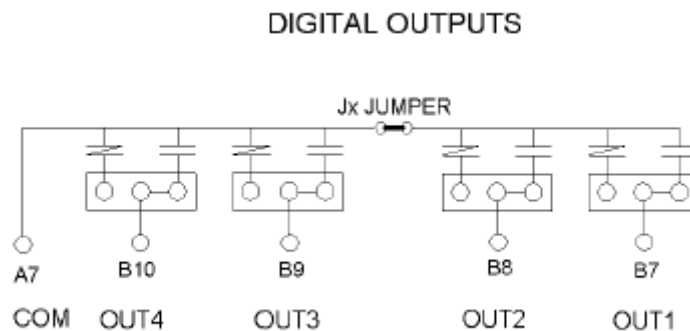 DIGITAL OUTPUTS
Jx JUMPER
A7 B10 B9 B8 B7
COM OUT4 OUT3 OUT2 OUT1